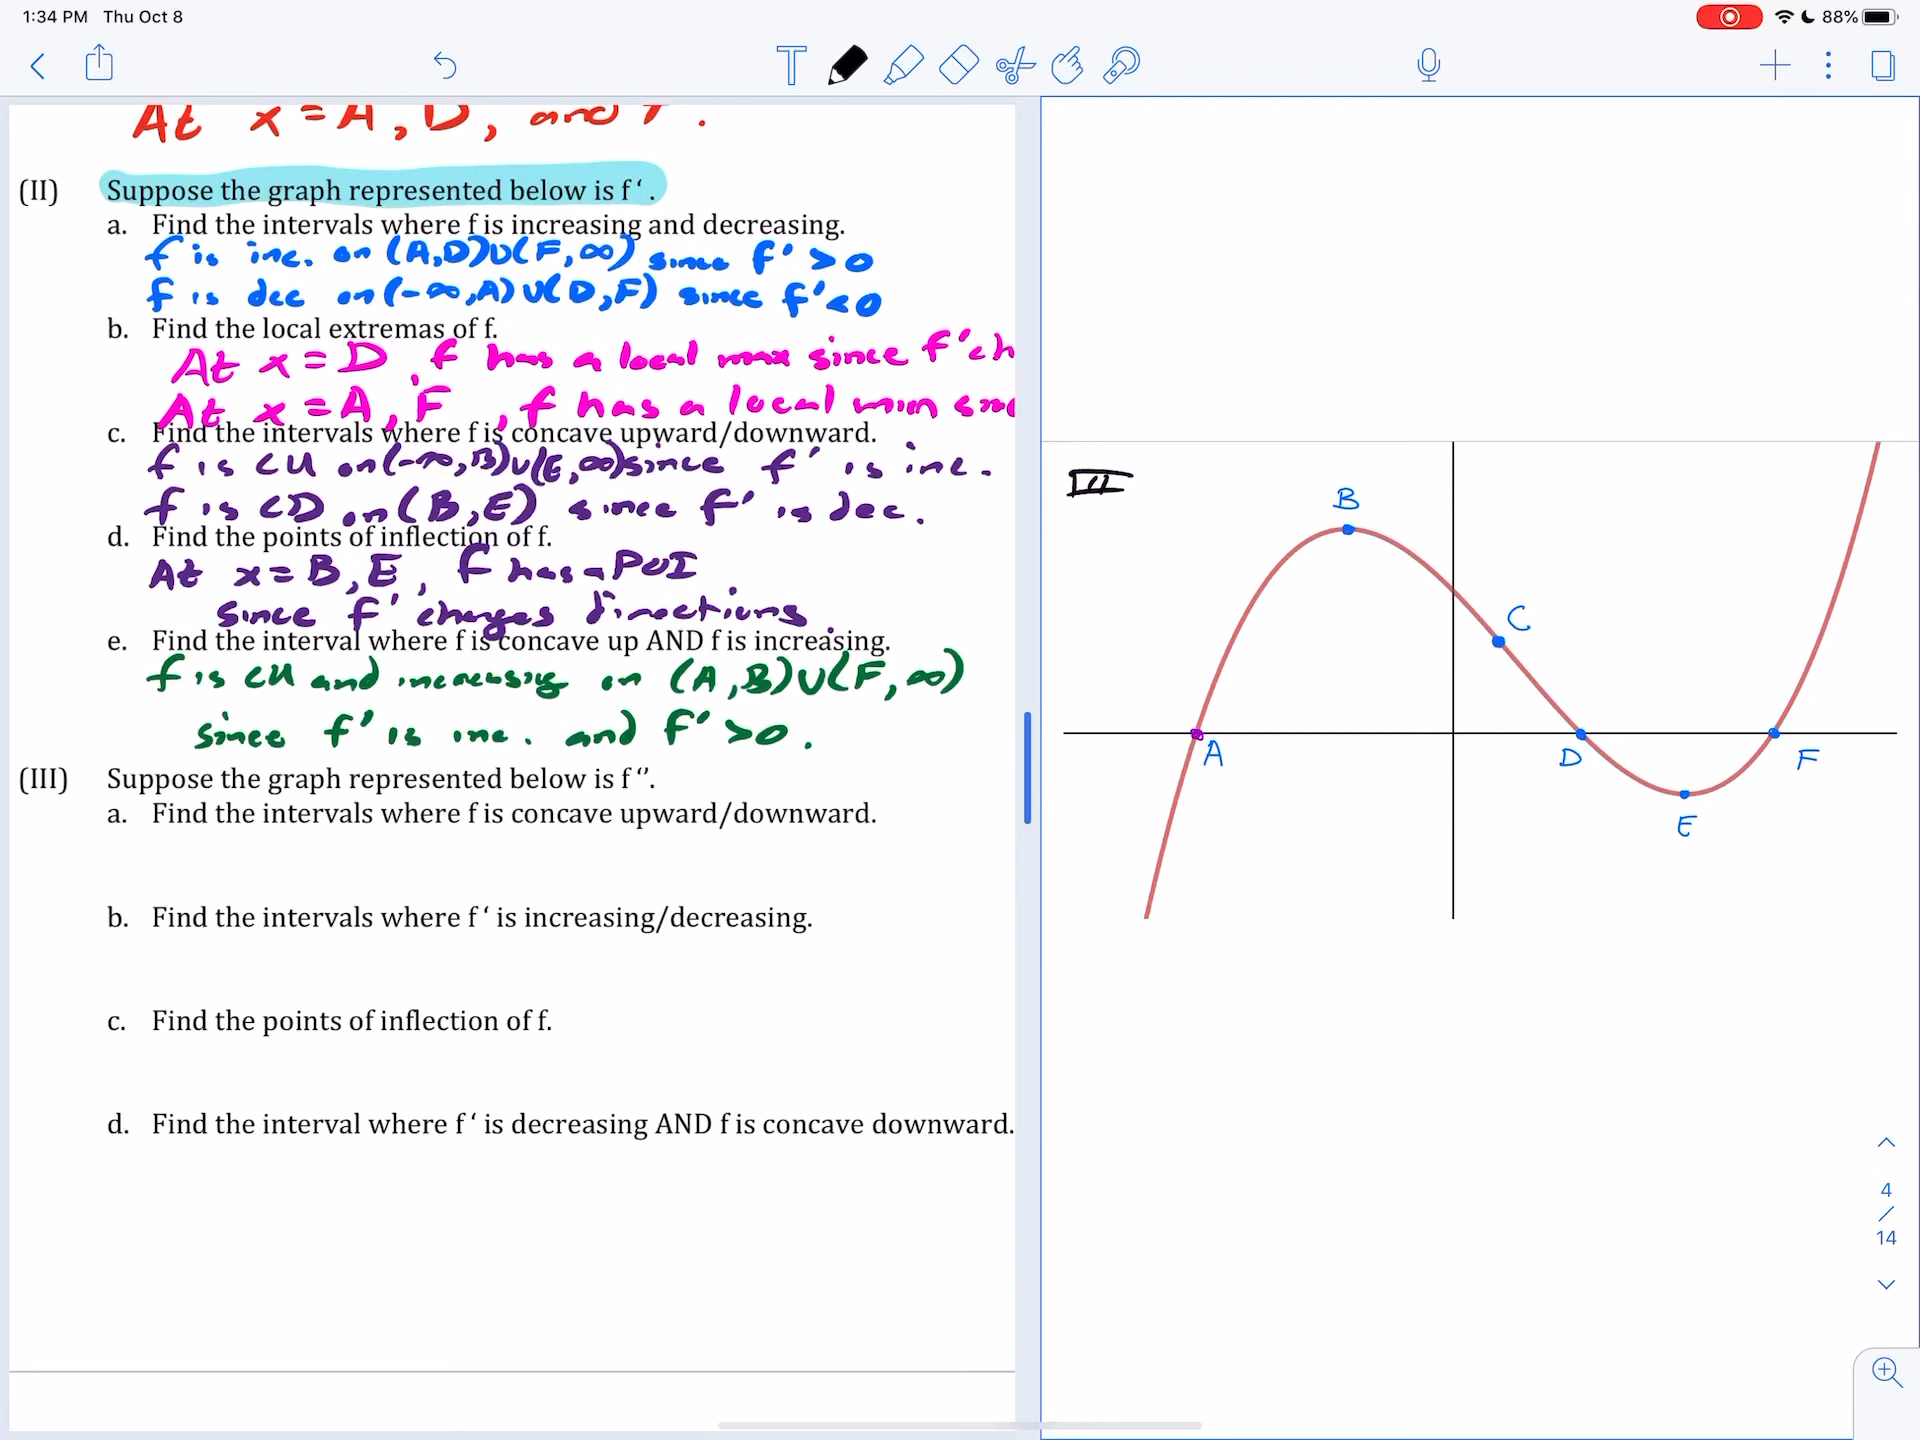 1:34 PM Thu Oct 8
88%
At x = A, D, and F.
(II) Suppose the graph represented below is f ‘ .
a. Find the intervals where f is increasing and decreasing.
f is inc. on (A,D)∪(F,∞) since f' > 0
f is dec on (-∞,A)∪(D,F) since f' < 0
b. Find the local extremas of f.
At x = D, f has a local max since f' ch
At x = A, F, f has a local min sinc
c. Find the intervals where f is concave upward/downward.
f is CU on (-∞,B)∪(E,∞) since f' is inc.
f is CD on (B,E) since f' is dec.
d. Find the points of inflection of f.
At x = B, E, f has a POI
since f' changes directions.
e. Find the interval where f is concave up AND f is increasing.
f is CU and increasing on (A,B)∪(F,∞)
since f' is inc. and f' > 0.
(III) Suppose the graph represented below is f ‘’.
a. Find the intervals where f is concave upward/downward.
b. Find the intervals where f ‘ is increasing/decreasing.
c. Find the points of inflection of f.
d. Find the interval where f ‘ is decreasing AND f is concave downward.
III
B
C
A
D
F
E
4
/
14